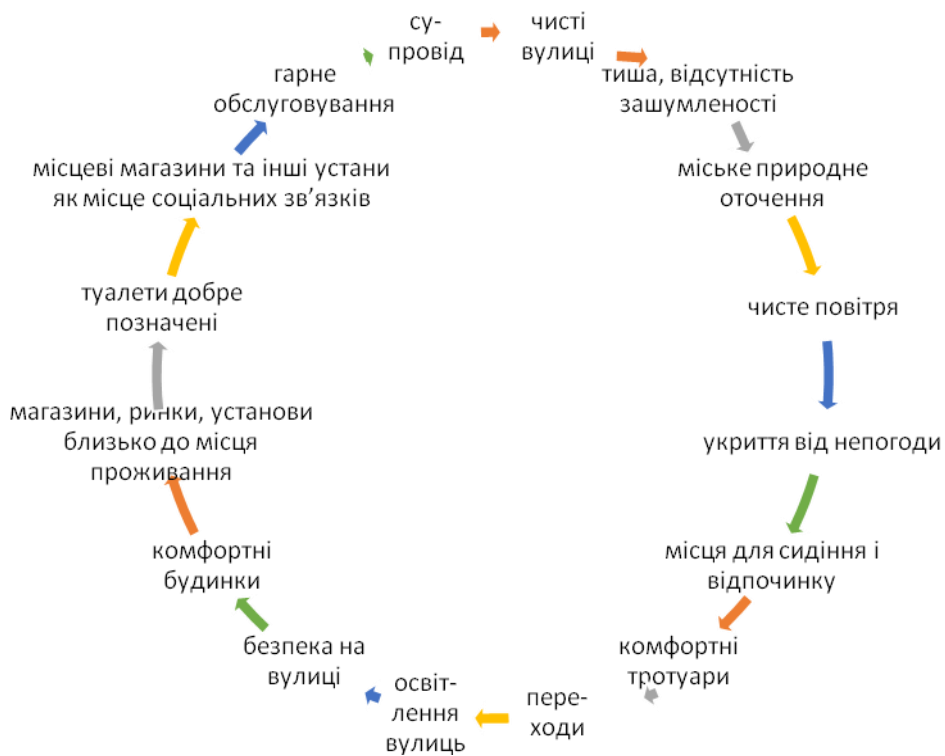 су-
провід
чисті
вулиці
тиша, відсутність
зашумленості
міське природне
оточення
чисте повітря
укриття від непогоди
місця для сидіння і
відпочинку
комфортні
тротуари
пере-
ходи
освіт-
лення
вулиць
безпека на
вулиці
комфортні
будинки
магазини, ринки, установи
близько до місця
проживання
туалети добре
позначені
місцеві магазини та інші устани
як місце соціальних зв’язків
гарне
обслуговування